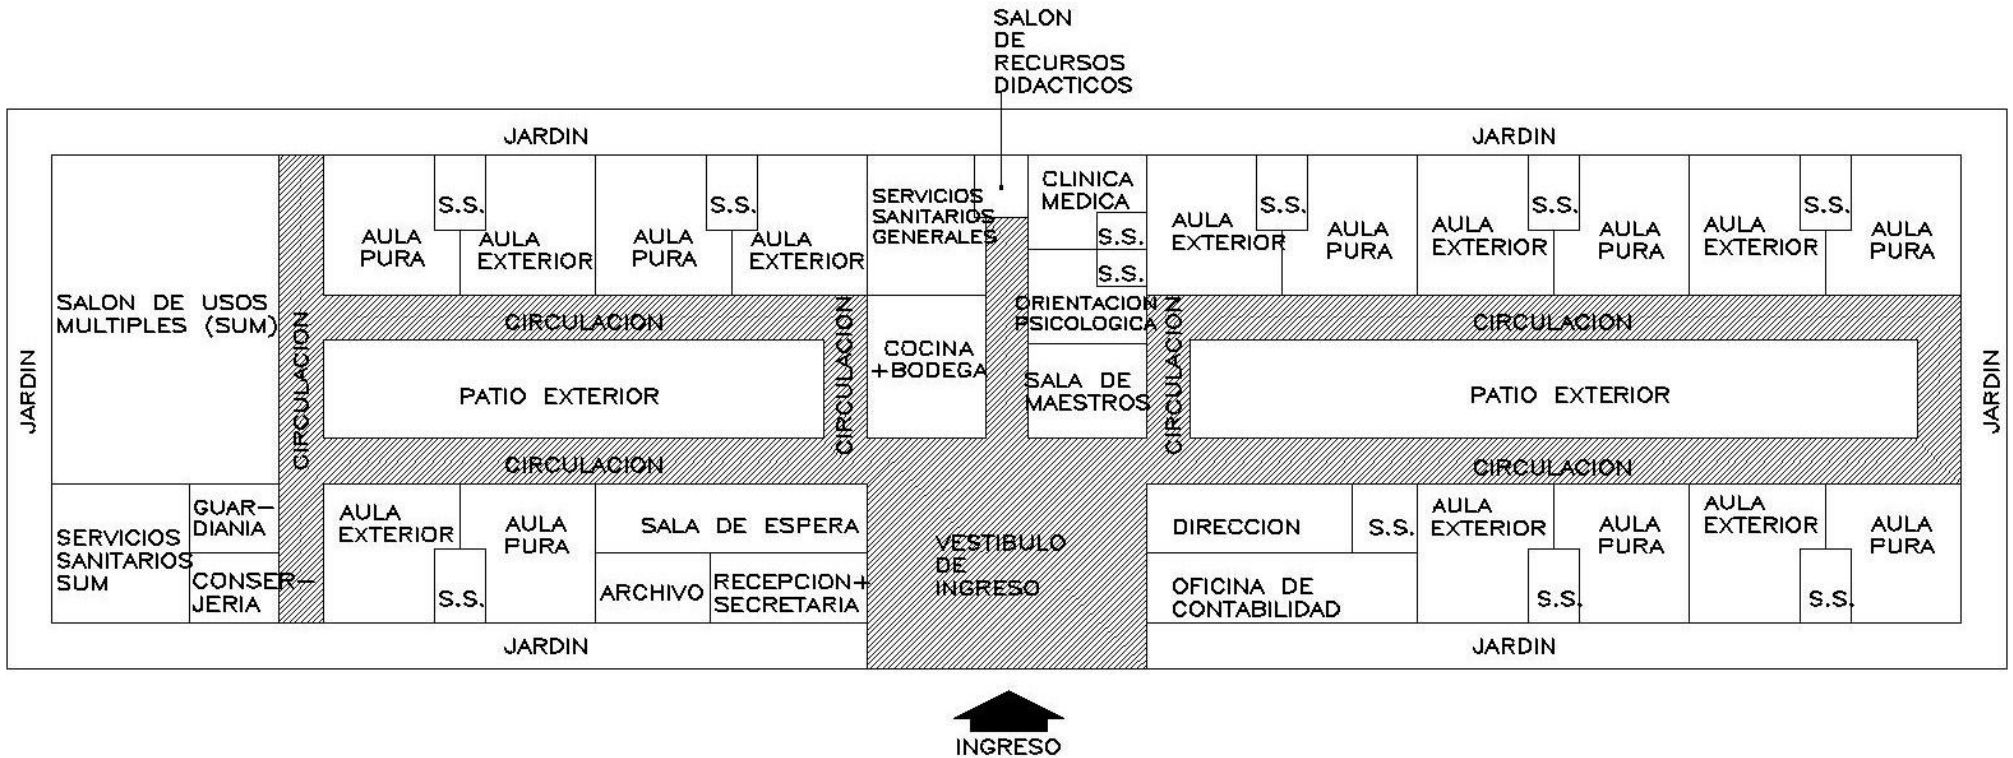 SALON
DE
RECURSOS
DIDACTICOS
JARDIN
JARDIN
S.S.
AULA
PURA
AULA
EXTERIOR
S.S.
AULA
PURA
AULA
EXTERIOR
SERVICIOS
SANITARIOS
GENERALES
CLINICA
MEDICA
S.S.
S.S.
ORIENTACION
PSICOLOGICA
AULA
EXTERIOR
S.S.
AULA
PURA
AULA
EXTERIOR
S.S.
AULA
PURA
AULA
EXTERIOR
S.S.
AULA
PURA
SALON DE USOS
MULTIPLES (SUM)
JARDIN
CIRCULACION
CIRCULACION
PATIO EXTERIOR
CIRCULACION
CIRCULACION
COCINA
+BODEGA
SALA DE
MAESTROS
CIRCULACION
CIRCULACION
PATIO EXTERIOR
CIRCULACION
JARDIN
SERVICIOS
SANITARIOS
SUM
GUAR-
DIANIA
CONSER-
JERIA
AULA
EXTERIOR
S.S.
AULA
PURA
SALA DE ESPERA
ARCHIVO
RECEPCION+
SECRETARIA
VESTIBULO
DE
INGRESO
DIRECCION
S.S.
OFICINA DE
CONTABILIDAD
AULA
EXTERIOR
S.S.
AULA
PURA
AULA
EXTERIOR
S.S.
AULA
PURA
JARDIN
JARDIN
INGRESO